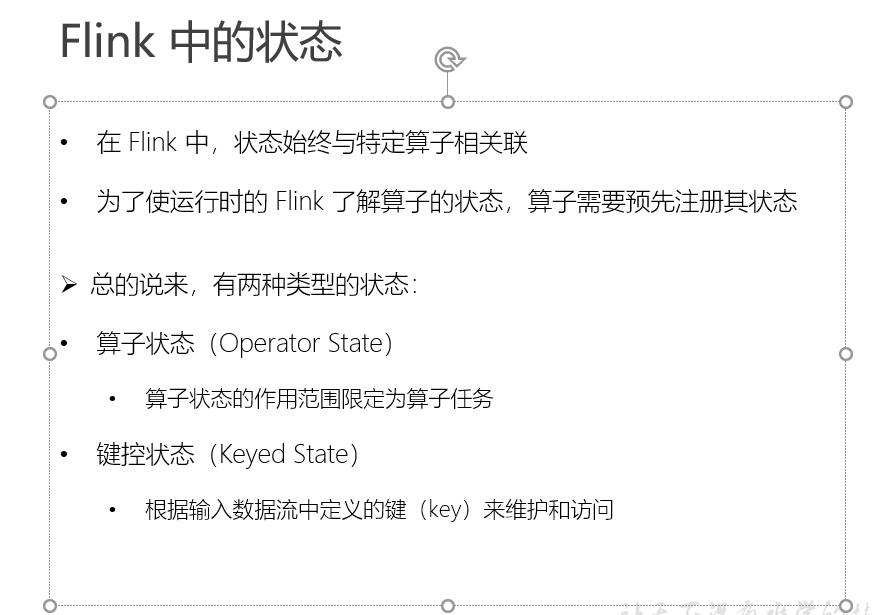 Flink 中的状态
• 在 Flink 中，状态始终与特定算子相关联
• 为了使运行时的 Flink 了解算子的状态，算子需要预先注册其状态
➢ 总的说来，有两种类型的状态：
• 算子状态（Operator State）
• 算子状态的作用范围限定为算子任务
• 键控状态（Keyed State）
• 根据输入数据流中定义的键（key）来维护和访问